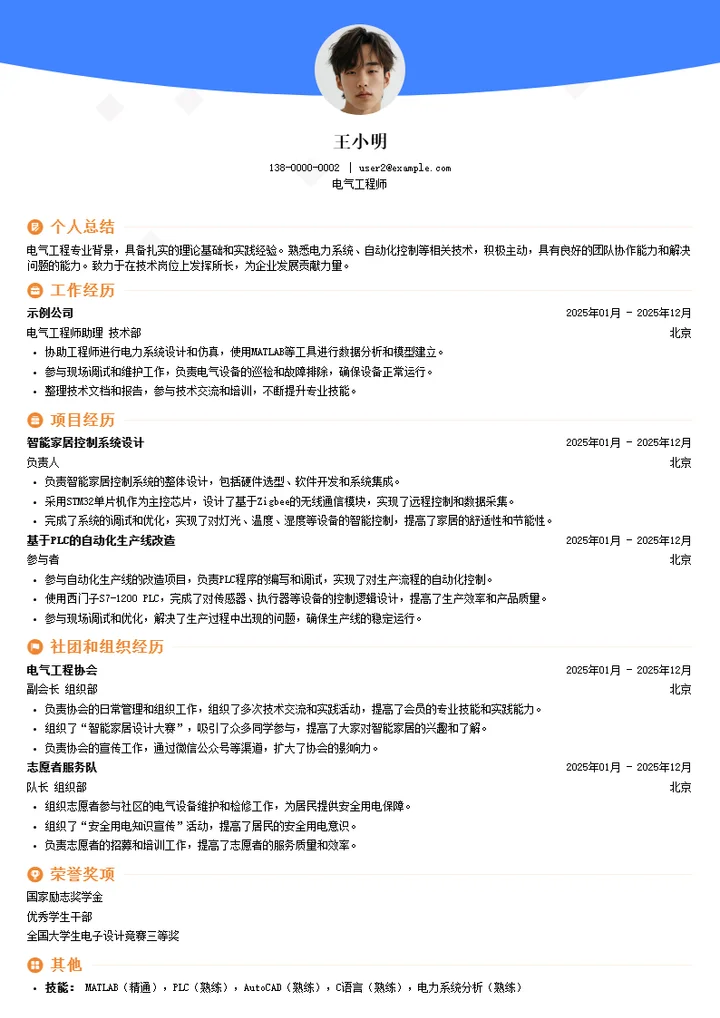 王小明
138-0000-0002 | user2@example.com
电气工程师
个人总结
电气工程专业背景，具备扎实的理论基础和实践经验。熟悉电力系统、自动化控制等相关技术，积极主动，具有良好的团队协作能力和解决
问题的能力。致力于在技术岗位上发挥所长，为企业发展贡献力量。
工作经历
示创公司 2025年01月 - 2025年12月
电气工程师助理 技术部 北京
• 协助工程师进行电力系统设计和仿真，使用MATLAB等工具进行数据分析和模型建立。
• 参与现场调试和维护工作，负责电气设备的巡检和故障排除，确保设备正常运行。
• 整理技术文档和报告，参与技术交流和培训，不断提升专业技能。
项目经历
智能家居控制系统设计 2025年01月 - 2025年12月
负责人 北京
• 负责智能家居控制系统的整体设计，包括硬件选型、软件开发和系统集成。
• 采用STM32单片机作为主控芯片，设计了基于Zigbee的无线通信模块，实现了远程控制和数据采集。
• 完成了系统的调试和优化，实现了对灯光、温度、湿度等设备的智能控制，提高了家居的舒适性和节能性。
基于PLC的自动化生产线改造 2025年01月 - 2025年12月
参与者 北京
• 参与自动化生产线的改造项目，负责PLC程序的编写和调试，实现了对生产流程的自动化控制。
• 使用西门子S7-1200 PLC，完成了对传感器、执行器等设备的控制逻辑设计，提高了生产效率和产品质量。
• 参与现场调试和优化，解决了生产过程中出现的问题，确保生产线的稳定运行。
社团和组织经历
电气工程协会 2025年01月 - 2025年12月
副会长 组织部 北京
• 负责协会的日常管理和组织工作，组织了多次技术交流和实践活动，提高了会员的专业技能和实践能力。
• 组织了“智能家居设计大赛”，吸引了众多同学参与，提高了大家对智能家居的兴趣和了解。
• 负责协会的宣传工作，通过微信公众号等渠道，扩大了协会的影响力。
志愿者服务队 2025年01月 - 2025年12月
队长 组织部 北京
• 组织志愿者参与社区的电气设备维护和检修工作，为居民提供安全用电保障。
• 组织了“安全用电知识宣传”活动，提高了居民的安全用电意识。
• 负责志愿者的招募和培训工作，提高了志愿者的服务质量和效率。
荣誉奖项
国家励志奖学金
优秀学生干部
全国大学生电子设计竞赛三等奖
其他
• 技能： MATLAB（精通），PLC（熟练），AutoCAD（熟练），C语言（熟练），电力系统分析（熟练）